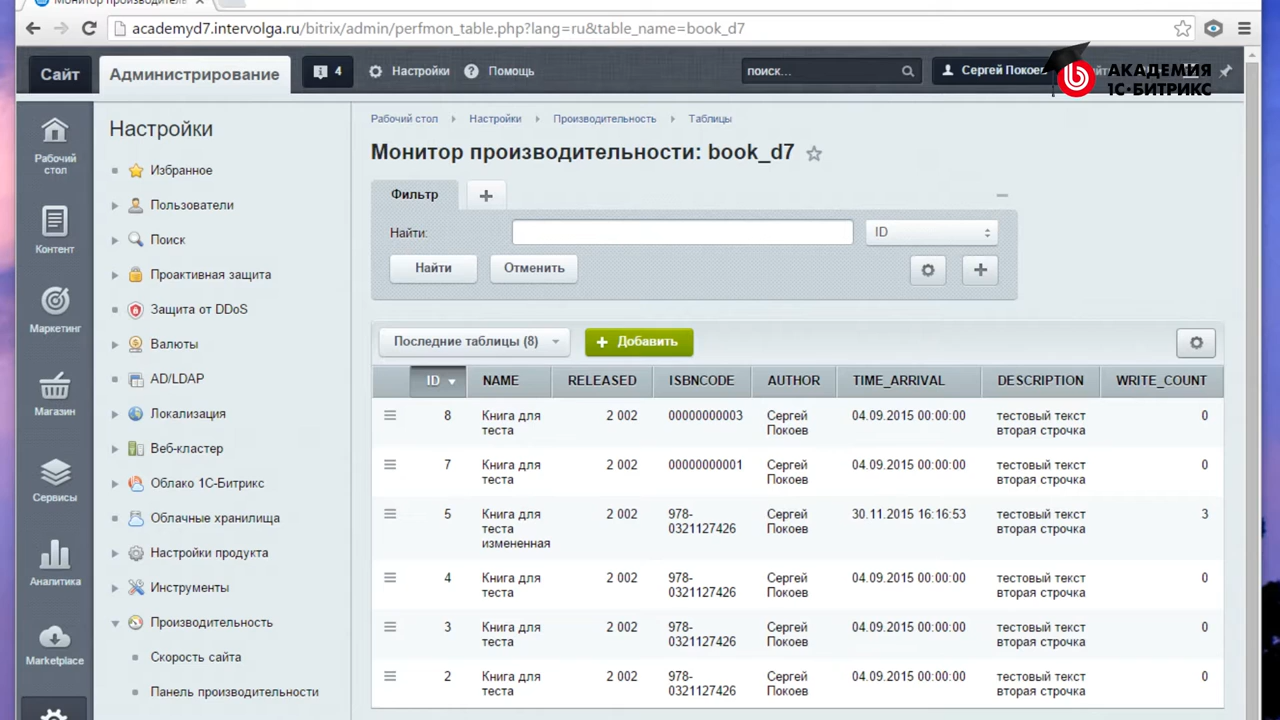 Монитор производитель
academyd7.intervolga.ru/bitrix/admin/perfmon_table.php?lang=ru&table_name=book_d7
Сайт
Администрирование
4
Настройки
Помощь
поиск...
Сергей Покоев
АКАДЕМИЯ
1С·БИТРИКС
Рабочий
стол
Контент
Маркетинг
Магазин
Сервисы
Аналитика
Marketplace
Настройки
Избранное
Пользователи
Поиск
Проактивная защита
Защита от DDoS
Валюты
AD/LDAP
Локализация
Веб-кластер
Облако 1С-Битрикс
Облачные хранилища
Настройки продукта
Инструменты
Производительность
Скорость сайта
Панель производительности
Рабочий стол Настройки Производительность Таблицы
Монитор производительности: book_d7
Фильтр
Найти:
ID
Найти
Отменить
Последние таблицы (8)
Добавить
ID NAME RELEASED ISBNCODE AUTHOR TIME_ARRIVAL DESCRIPTION WRITE_COUNT
8 Книга для 2 002 00000000003 Сергей 04.09.2015 00:00:00 тестовый текст 0
теста Покоев вторая строчка
7 Книга для 2 002 00000000001 Сергей 04.09.2015 00:00:00 тестовый текст 0
теста Покоев вторая строчка
5 Книга для 2 002 978- Сергей 30.11.2015 16:16:53 тестовый текст 3
теста 0321127426 Покоев вторая строчка
измененная
4 Книга для 2 002 978- Сергей 04.09.2015 00:00:00 тестовый текст 0
теста 0321127426 Покоев вторая строчка
3 Книга для 2 002 978- Сергей 04.09.2015 00:00:00 тестовый текст 0
теста 0321127426 Покоев вторая строчка
2 Книга для 2 002 978- Сергей 04.09.2015 00:00:00 тестовый текст 0
теста 0321127426 Покоев вторая строчка